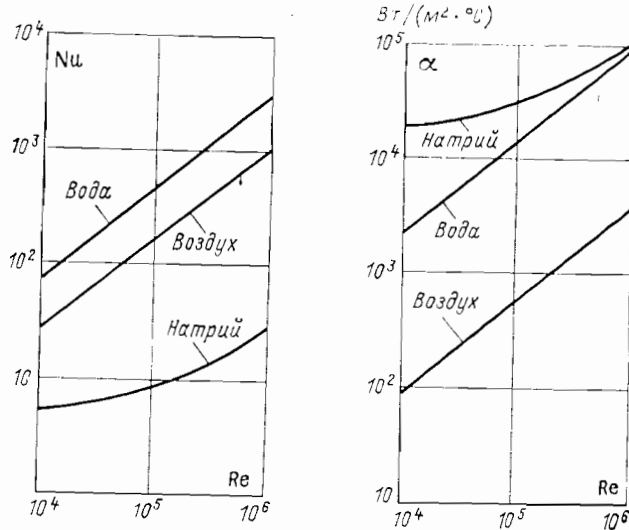 10⁴
Nu
10³
Вода
Воздух
10²
Натрий
10
Re
10⁴
10⁵
10⁶
Вт/(м²·°C)
10⁵
α
Натрий
10⁴
Вода
10³
Воздух
10²
10
Re
10⁴
10⁵
10⁶